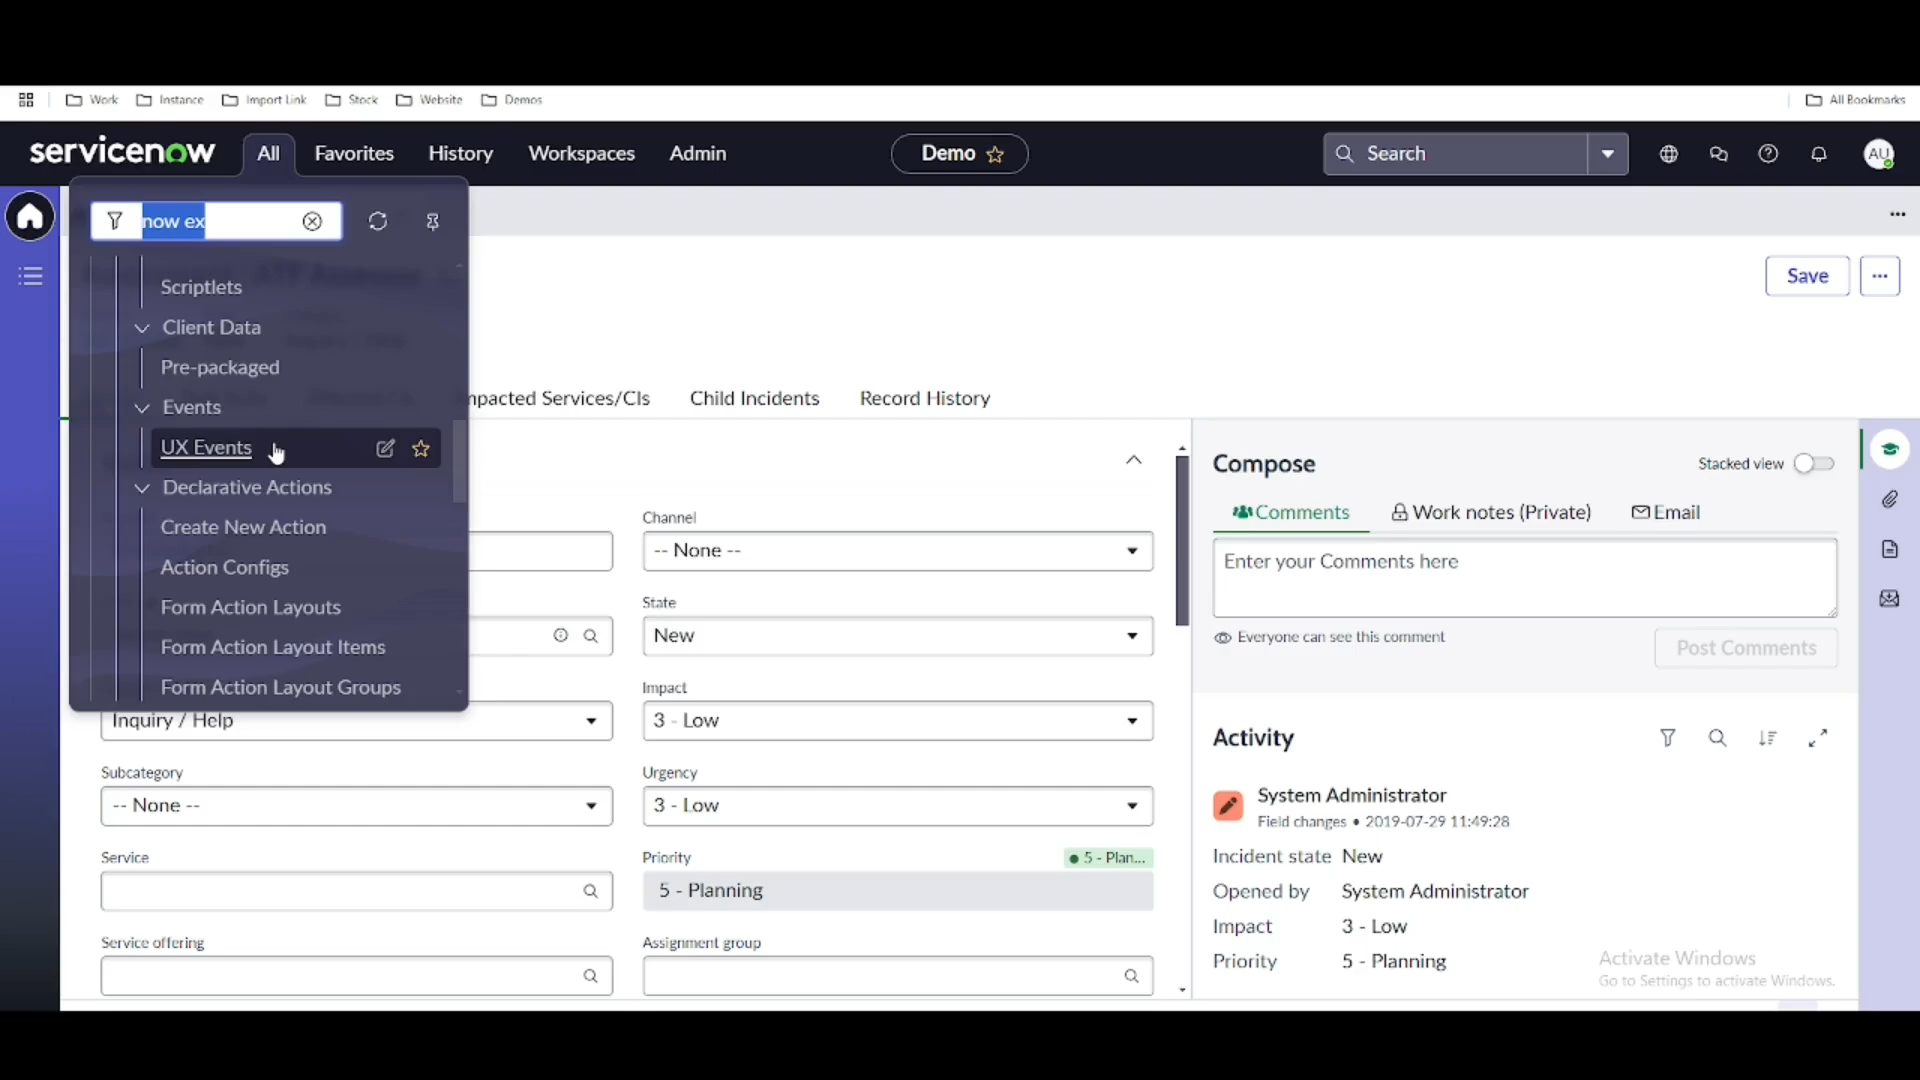 Work
Instance
Import Link
Stock
Website
Demos
All Bookmarks
servicenow
All
Favorites
History
Workspaces
Admin
Demo
Search
AU
now ex
Save
Scriptlets
Client Data
Pre-packaged
Events
UX Events
Declarative Actions
Create New Action
Action Configs
Form Action Layouts
Form Action Layout Items
Form Action Layout Groups
mpacted Services/CIs
Child Incidents
Record History
Channel
-- None --
State
New
Inquiry / Help
Impact
3 - Low
Subcategory
-- None --
Urgency
3 - Low
Service
Priority
5 - Plan...
5 - Planning
Service offering
Assignment group
Compose
Stacked view
Comments
Work notes (Private)
Email
Enter your Comments here
Everyone can see this comment
Post Comments
Activity
System Administrator
Field changes • 2019-07-29 11:49:28
Incident state New
Opened by System Administrator
Impact 3 - Low
Priority 5 - Planning
Activate Windows
Go to Settings to activate Windows.